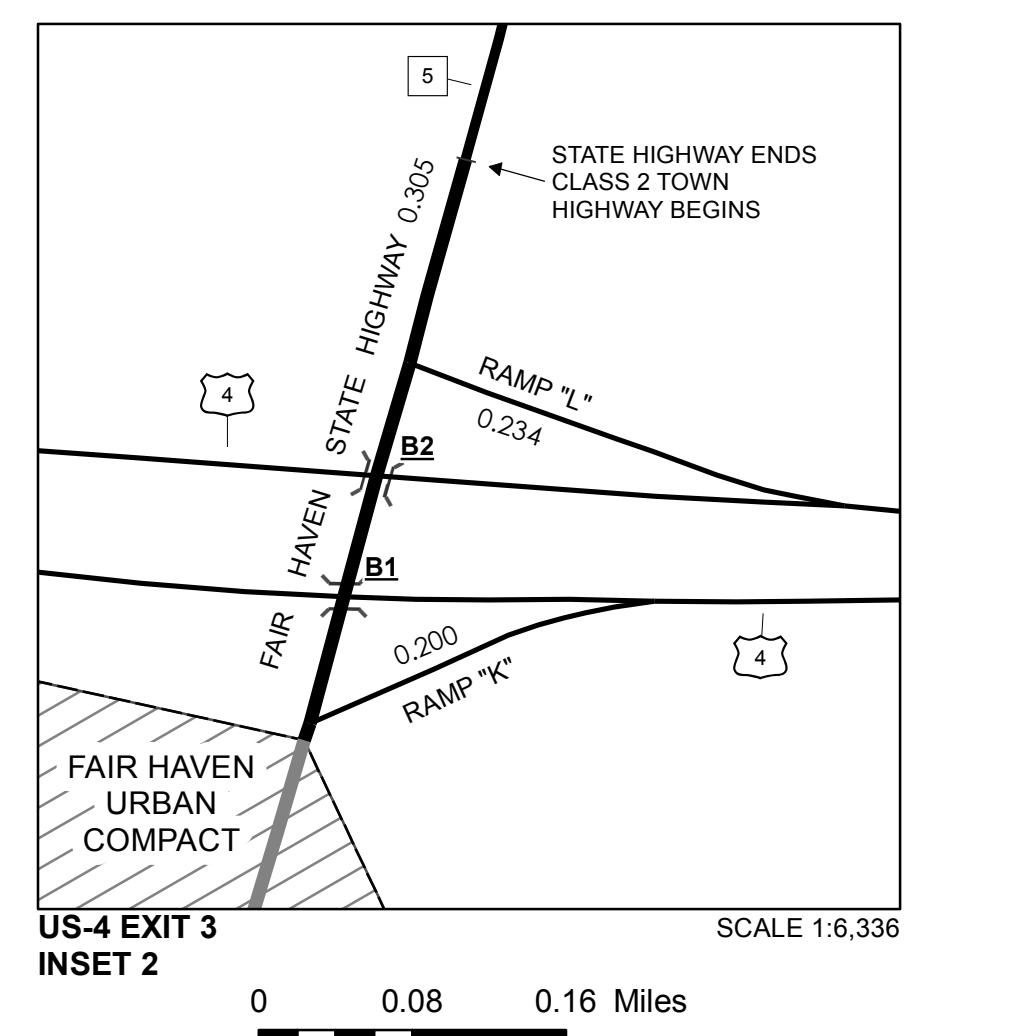 5
STATE HIGHWAY ENDS
CLASS 2 TOWN
HIGHWAY BEGINS
FAIR HAVEN STATE HIGHWAY 0.305
RAMP "L"
0.234
4
B2
B1
0.200
RAMP "K"
4
FAIR HAVEN
URBAN
COMPACT
US-4 EXIT 3
INSET 2
SCALE 1:6,336
0 0.08 0.16 Miles